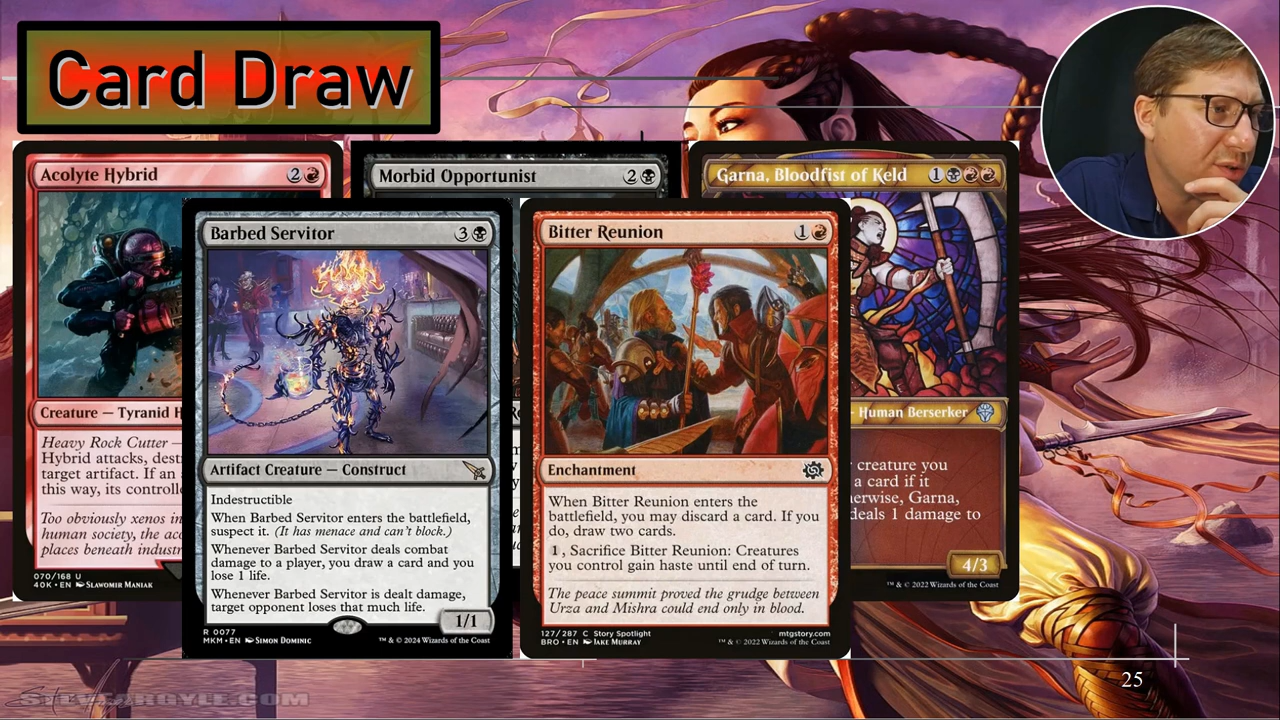 Card Draw
Acolyte Hybrid 2
Creature — Tyranid H
Heavy Rock Cutter —
Hybrid attacks, dest
target artifact. If an
this way, its controlle
Too obviously xenos in
human society, the aco
places beneath industr
070/168 U
40K • EN SLAWOMIR MANIAK
Morbid Opportunist 2
Garna, Bloodfist of Keld 1
- Human Berserker
creature you
a card if it
erwise, Garna,
deals 1 damage to
4/3
™ & © 2022 Wizards of the Coast
Barbed Servitor 3
Artifact Creature — Construct
Indestructible
When Barbed Servitor enters the battlefield,
suspect it. (It has menace and can't block.)
Whenever Barbed Servitor deals combat
damage to a player, you draw a card and you
lose 1 life.
Whenever Barbed Servitor is dealt damage,
target opponent loses that much life.
1/1
R 0077
MKM • EN SIMON DOMINIC
™ & © 2024 Wizards of the Coast
Bitter Reunion 1
Enchantment
When Bitter Reunion enters the
battlefield, you may discard a card. If you
do, draw two cards.
1, Sacrifice Bitter Reunion: Creatures
you control gain haste until end of turn.
The peace summit proved the grudge between
Urza and Mishra could end only in blood.
127/287 C Story Spotlight
BRO • EN JAKE MURRAY
mtgstory.com
™ & © 2022 Wizards of the Coast
25
STEVEARGYLE.COM